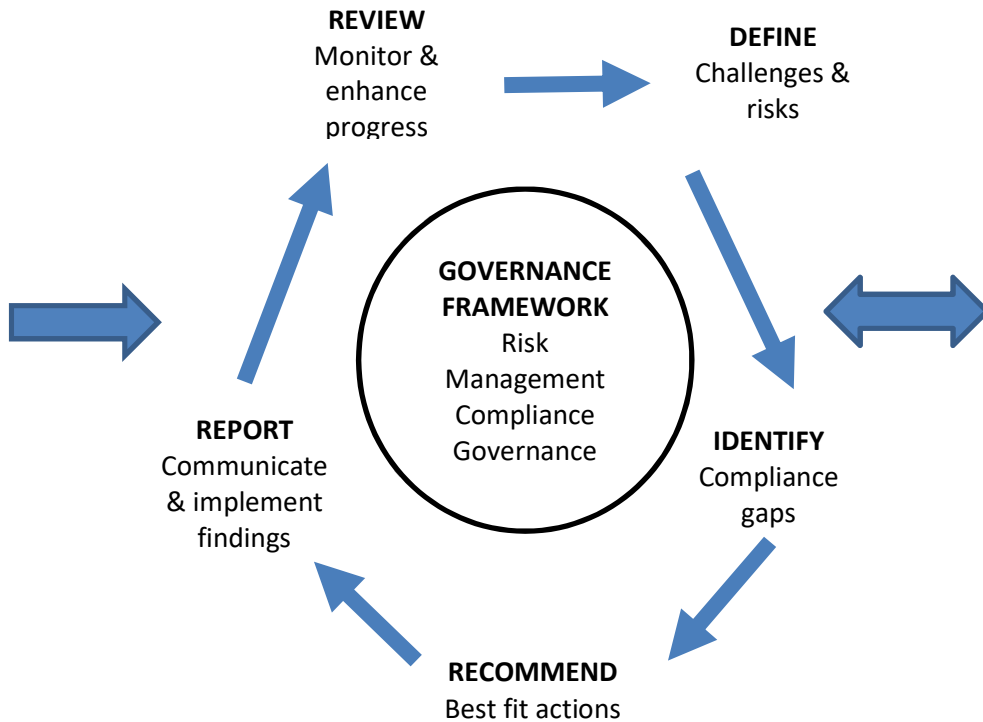 REVIEW
Monitor &
enhance
progress
DEFINE
Challenges &
risks
GOVERNANCE
FRAMEWORK
Risk
Management
Compliance
Governance
IDENTIFY
Compliance
gaps
RECOMMEND
Best fit actions
REPORT
Communicate
& implement
findings